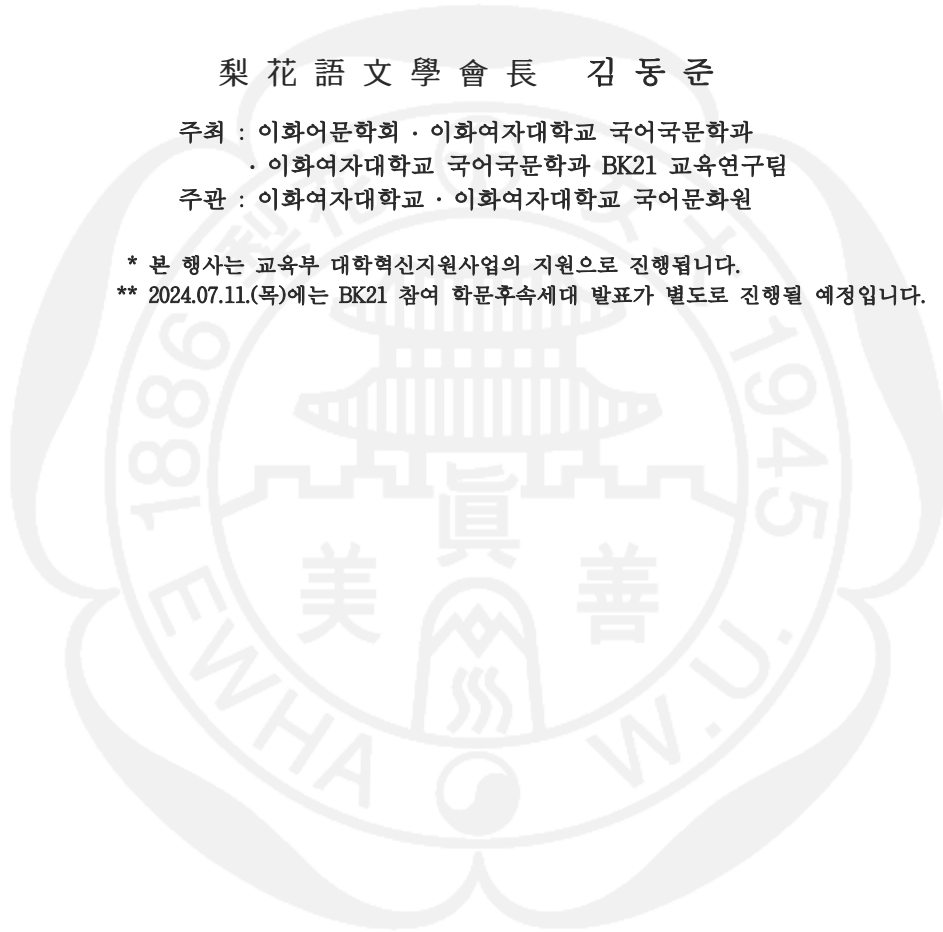 梨花語文學會長 김동준
주최 : 이화어문학회 · 이화여자대학교 국어국문학과
· 이화여자대학교 국어국문학과 BK21 교육연구팀
주관 : 이화여자대학교 · 이화여자대학교 국어문화원
* 본 행사는 교육부 대학혁신지원사업의 지원으로 진행됩니다.
** 2024.07.11.(목)에는 BK21 참여 학문후속세대 발표가 별도로 진행될 예정입니다.
1886
1945
眞
美 善
EWHA W.U.